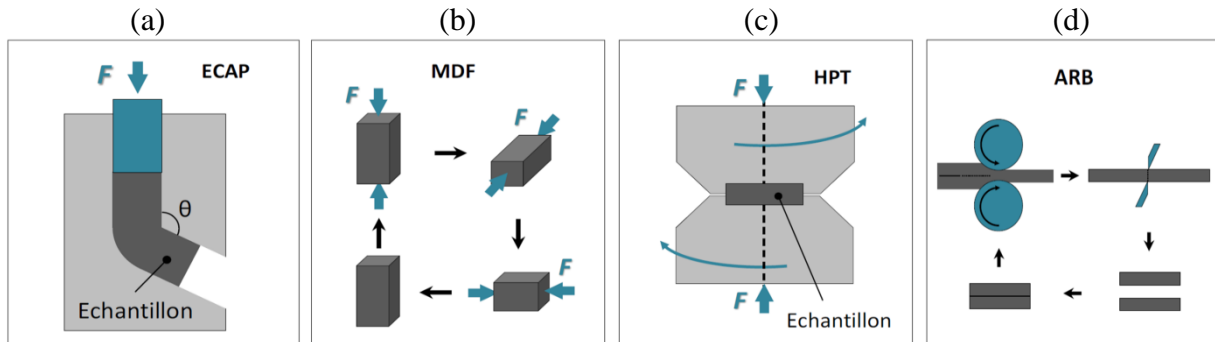 (a)
F
ECAP
θ
Echantillon
(b)
MDF
F
F
F
(c)
F
HPT
F
Echantillon
(d)
ARB